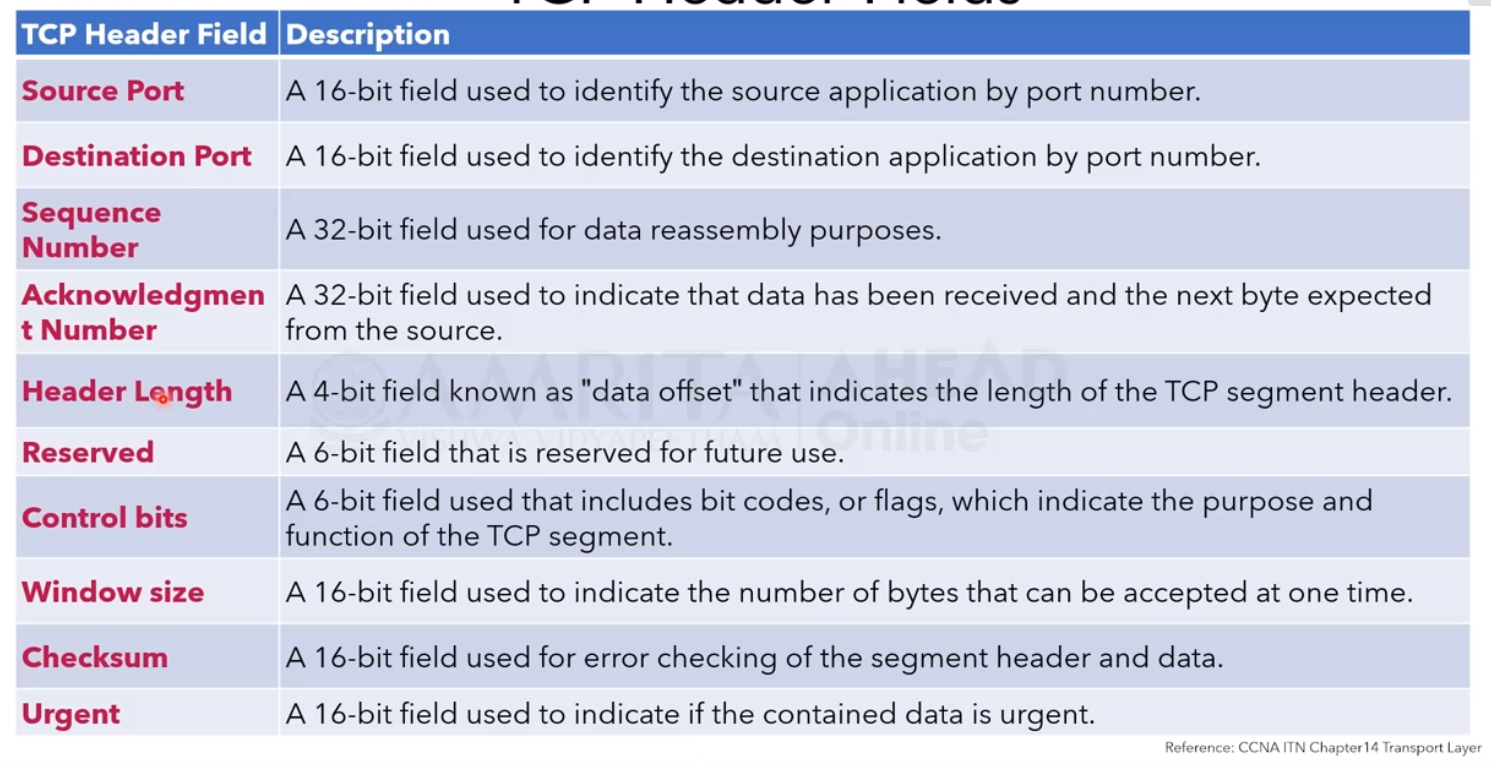 TCP Header Fields
TCP Header Field Description
Source Port A 16-bit field used to identify the source application by port number.
Destination Port A 16-bit field used to identify the destination application by port number.
Sequence
Number
A 32-bit field used for data reassembly purposes.
Acknowledgmen
t Number
A 32-bit field used to indicate that data has been received and the next byte expected
from the source.
Header Length A 4-bit field known as "data offset" that indicates the length of the TCP segment header.
Reserved A 6-bit field that is reserved for future use.
Control bits
A 6-bit field used that includes bit codes, or flags, which indicate the purpose and
function of the TCP segment.
Window size A 16-bit field used to indicate the number of bytes that can be accepted at one time.
Checksum A 16-bit field used for error checking of the segment header and data.
Urgent A 16-bit field used to indicate if the contained data is urgent.
AMRITA AHEAD
VISHWA VIDYAPEETHAM Online
Reference: CCNA ITN Chapter14 Transport Layer